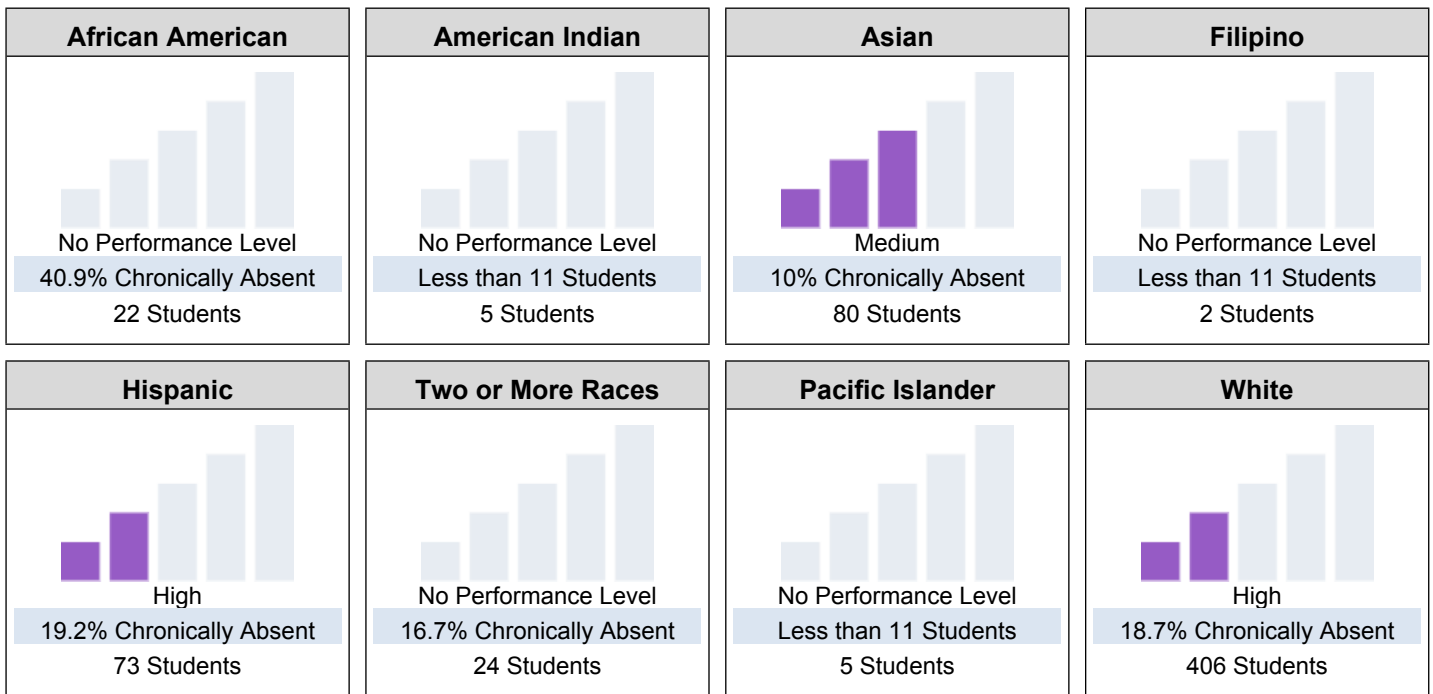 African American
No Performance Level
40.9% Chronically Absent
22 Students
American Indian
No Performance Level
Less than 11 Students
5 Students
Asian
Medium
10% Chronically Absent
80 Students
Filipino
No Performance Level
Less than 11 Students
2 Students
Hispanic
High
19.2% Chronically Absent
73 Students
Two or More Races
No Performance Level
16.7% Chronically Absent
24 Students
Pacific Islander
No Performance Level
Less than 11 Students
5 Students
White
High
18.7% Chronically Absent
406 Students